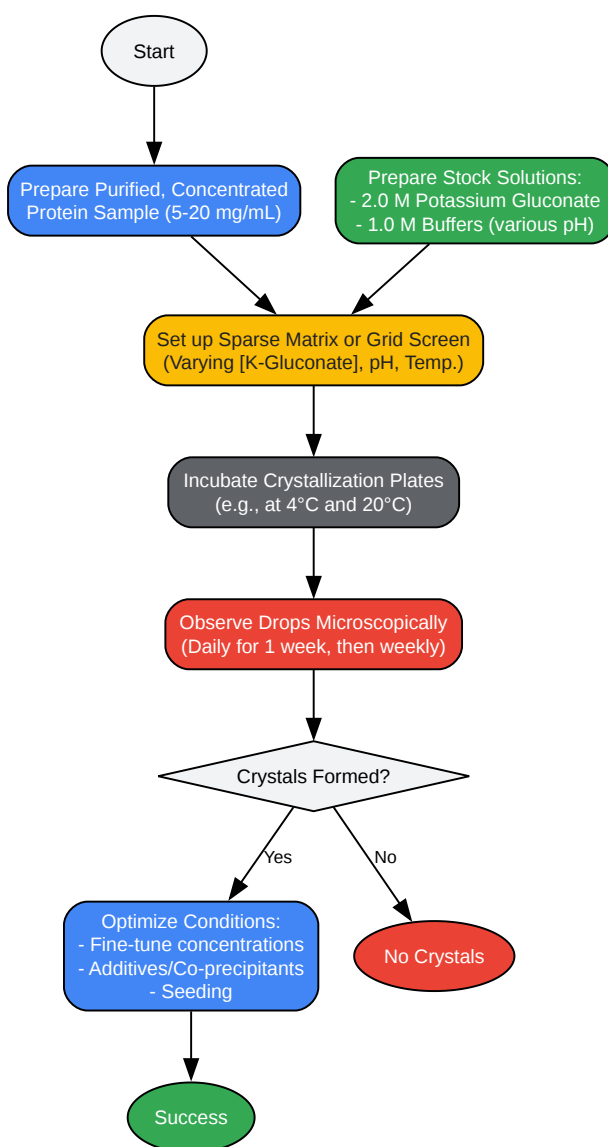 Start
Prepare Purified, Concentrated
Protein Sample (5-20 mg/mL)
Prepare Stock Solutions:
- 2.0 M Potassium Gluconate
- 1.0 M Buffers (various pH)
Set up Sparse Matrix or Grid Screen
(Varying [K-Gluconate], pH, Temp.)
Incubate Crystallization Plates
(e.g., at 4°C and 20°C)
Observe Drops Microscopically
(Daily for 1 week, then weekly)
Crystals Formed?
Yes
No
Optimize Conditions:
- Fine-tune concentrations
- Additives/Co-precipitants
- Seeding
No Crystals
Success